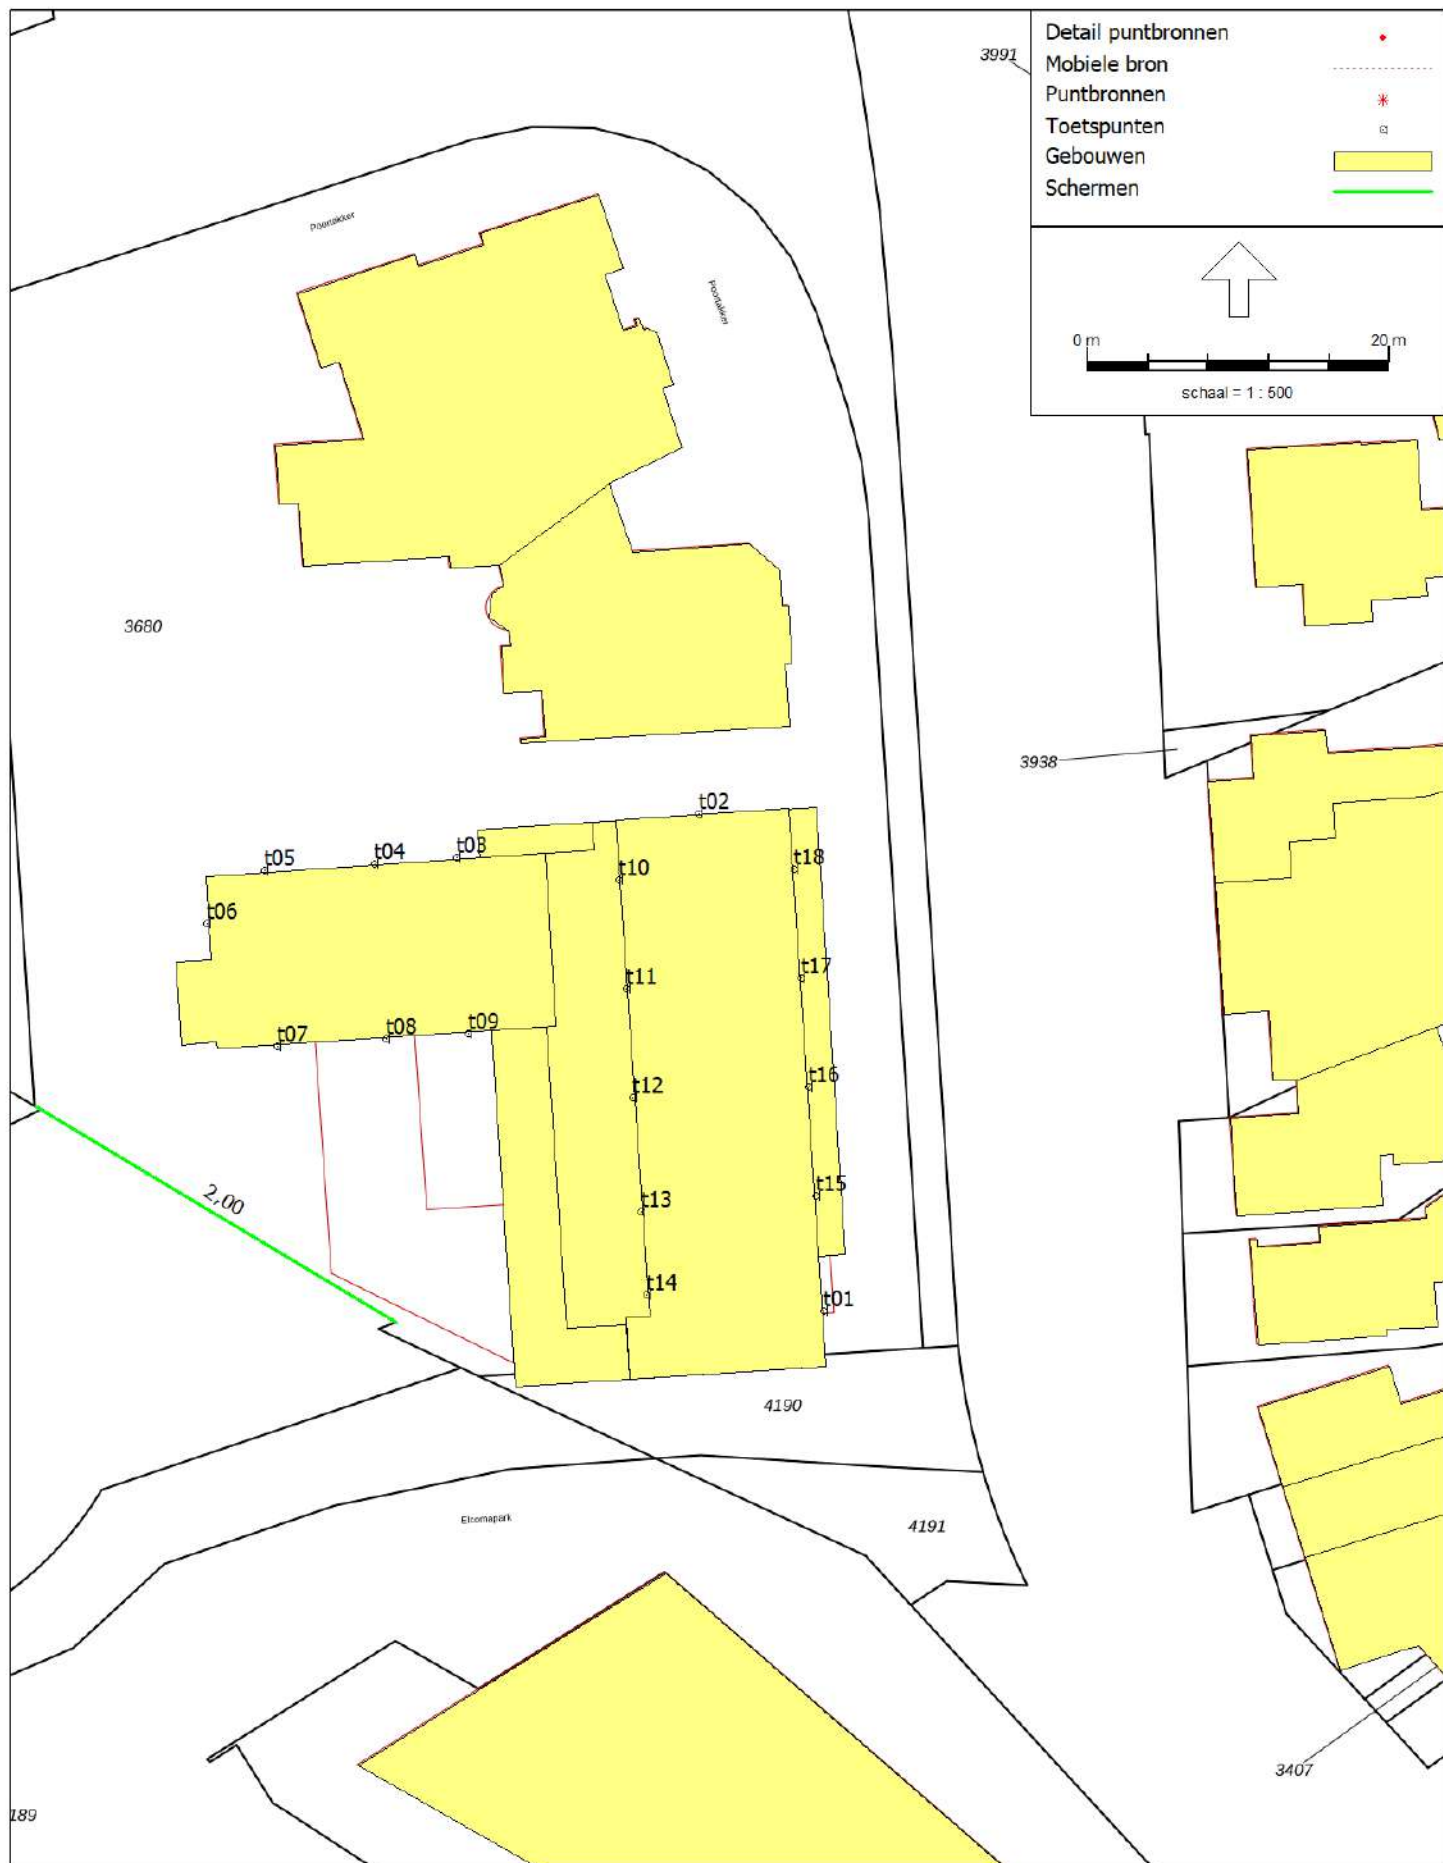 Detail puntbronnen
Mobiele bron
Puntbronnen
Toetspunten
Gebouwen
Schermen
0 m 20 m
schaal = 1 : 500
3991
Poortakker
Poortakker
3680
3938
t02
t03
t04
t05
t18
t10
t06
t17
t11
t09
t08
t07
t16
t12
t15
t13
2,00
t14
t01
4190
Elcomapark
4191
3407
189